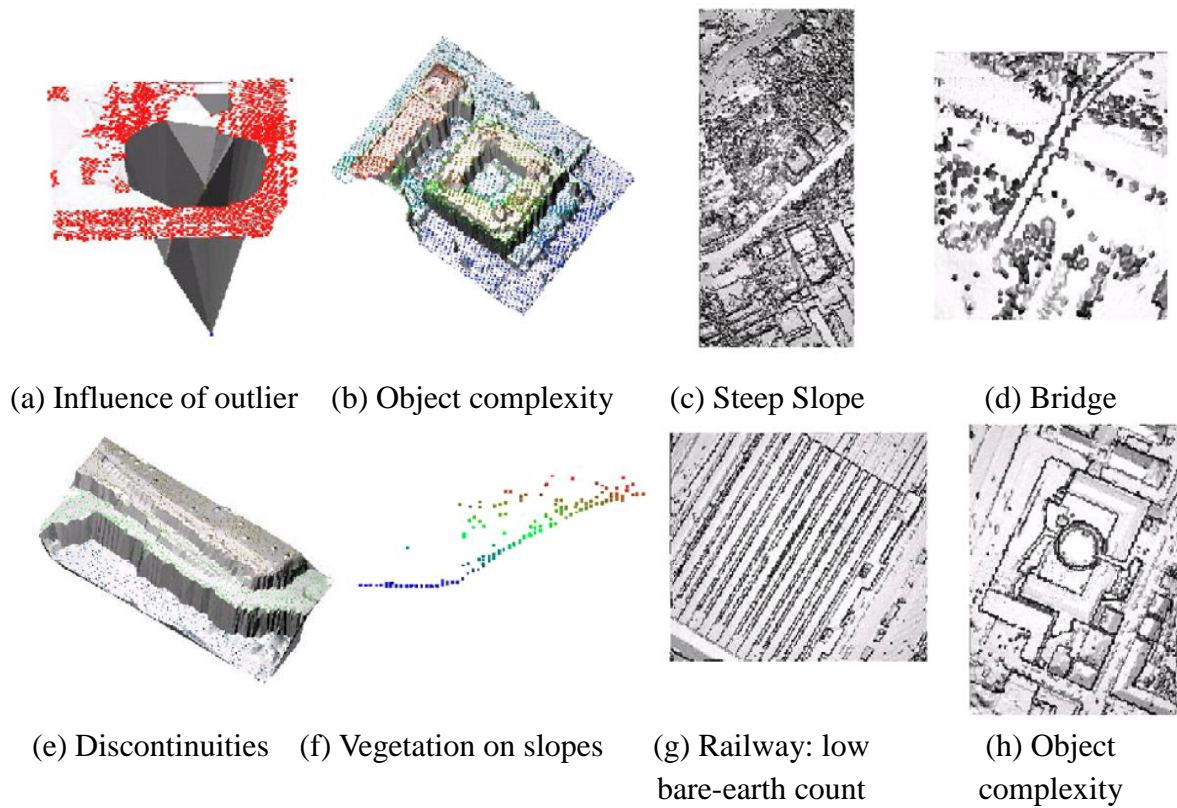 (a) Influence of outlier (b) Object complexity (c) Steep Slope (d) Bridge
(e) Discontinuities (f) Vegetation on slopes (g) Railway: low (h) Object
bare-earth count complexity